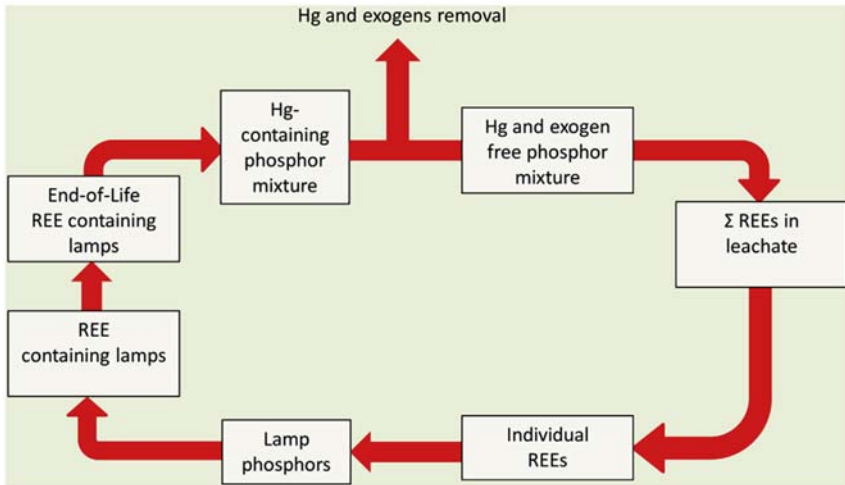 Hg and exogens removal
Hg-
containing
phosphor
mixture
Hg and exogen
free phosphor
mixture
End-of-Life
REE containing
lamps
Σ REEs in
leachate
REE
containing lamps
Lamp
phosphors
Individual
REEs